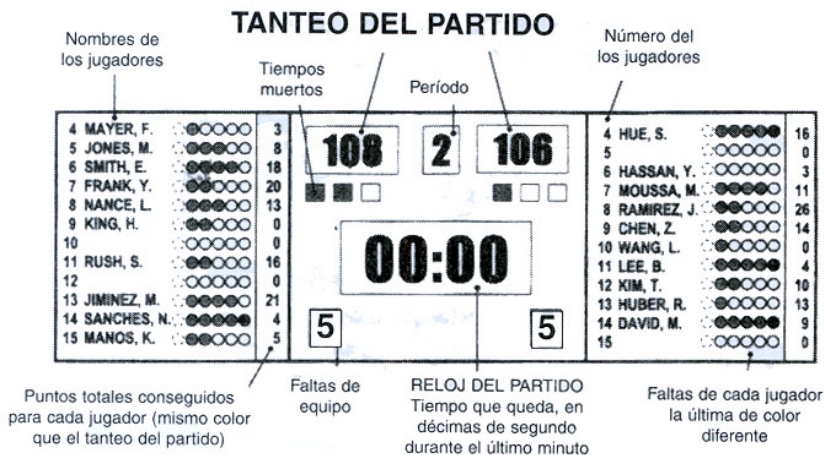 TANTEO DEL PARTIDO
Nombres de
los jugadores
Tiempos
muertos
Período
Número del
los jugadores
4 MAYER, F. 3
5 JONES, M. 8
6 SMITH, E. 18
7 FRANK, Y. 20
8 NANCE, L. 13
9 KING, H. 0
10 0
11 RUSH, S. 16
12 0
13 JIMINEZ, M. 21
14 SANCHES, N. 4
15 MANOS, K. 5
108 2 106
00:00
5 5
4 HUE, S. 16
5 0
6 HASSAN, Y. 3
7 MOUSSA, M. 11
8 RAMIREZ, J. 26
9 CHEN, Z. 14
10 WANG, L. 0
11 LEE, B. 4
12 KIM, T. 10
13 HUBER, R. 13
14 DAVID, M. 9
15 0
Puntos totales conseguidos
para cada jugador (mismo color
que el tanteo del partido)
Faltas de
equipo
RELOJ DEL PARTIDO
Tiempo que queda, en
décimas de segundo
durante el último minuto
Faltas de cada jugador
la última de color
diferente